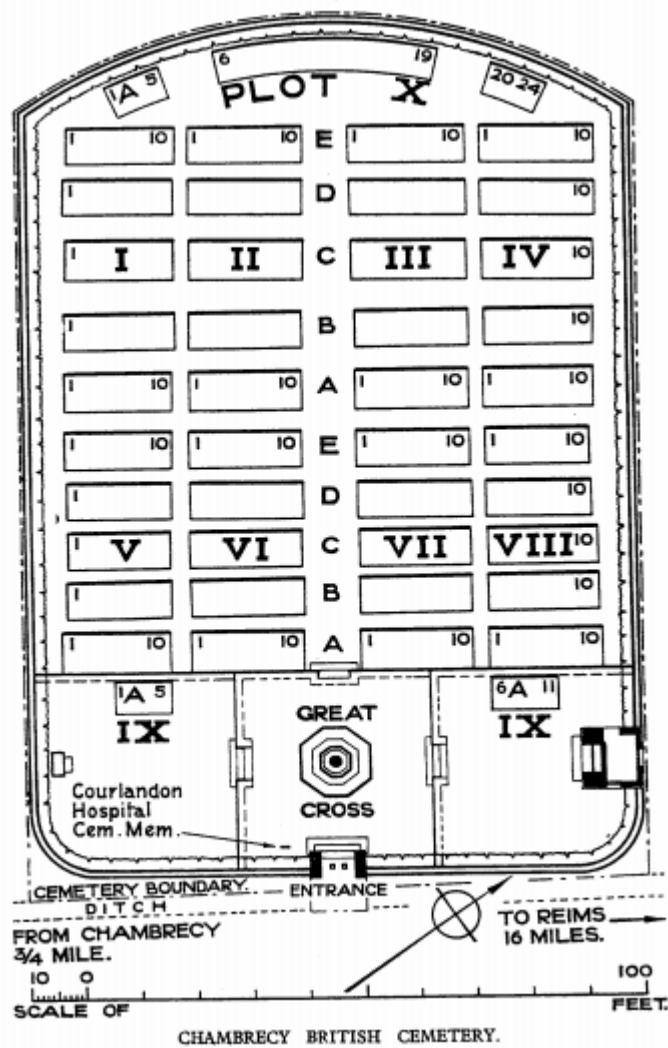 6 19
1A 5
20 24
PLOT X
1 10 1 10 E 1 10 1 10
1 D 10
1 I II C III IV 10
1 B 10
1 10 1 10 A 1 10 1 10
1 10 1 10 E 1 10 1 10
1 D 10
1 V VI C VII VIII 10
1 B 10
1 10 1 10 A 1 10 1 10
1A 5
IX
6A 11
IX
GREAT
CROSS
Courlandon
Hospital
Cem. Mem.
CEMETERY BOUNDARY.
ENTRANCE
DITCH
FROM CHAMBRECY
3/4 MILE.
TO REIMS
16 MILES.
10 0 100
SCALE OF FEET.
CHAMBRECY BRITISH CEMETERY.